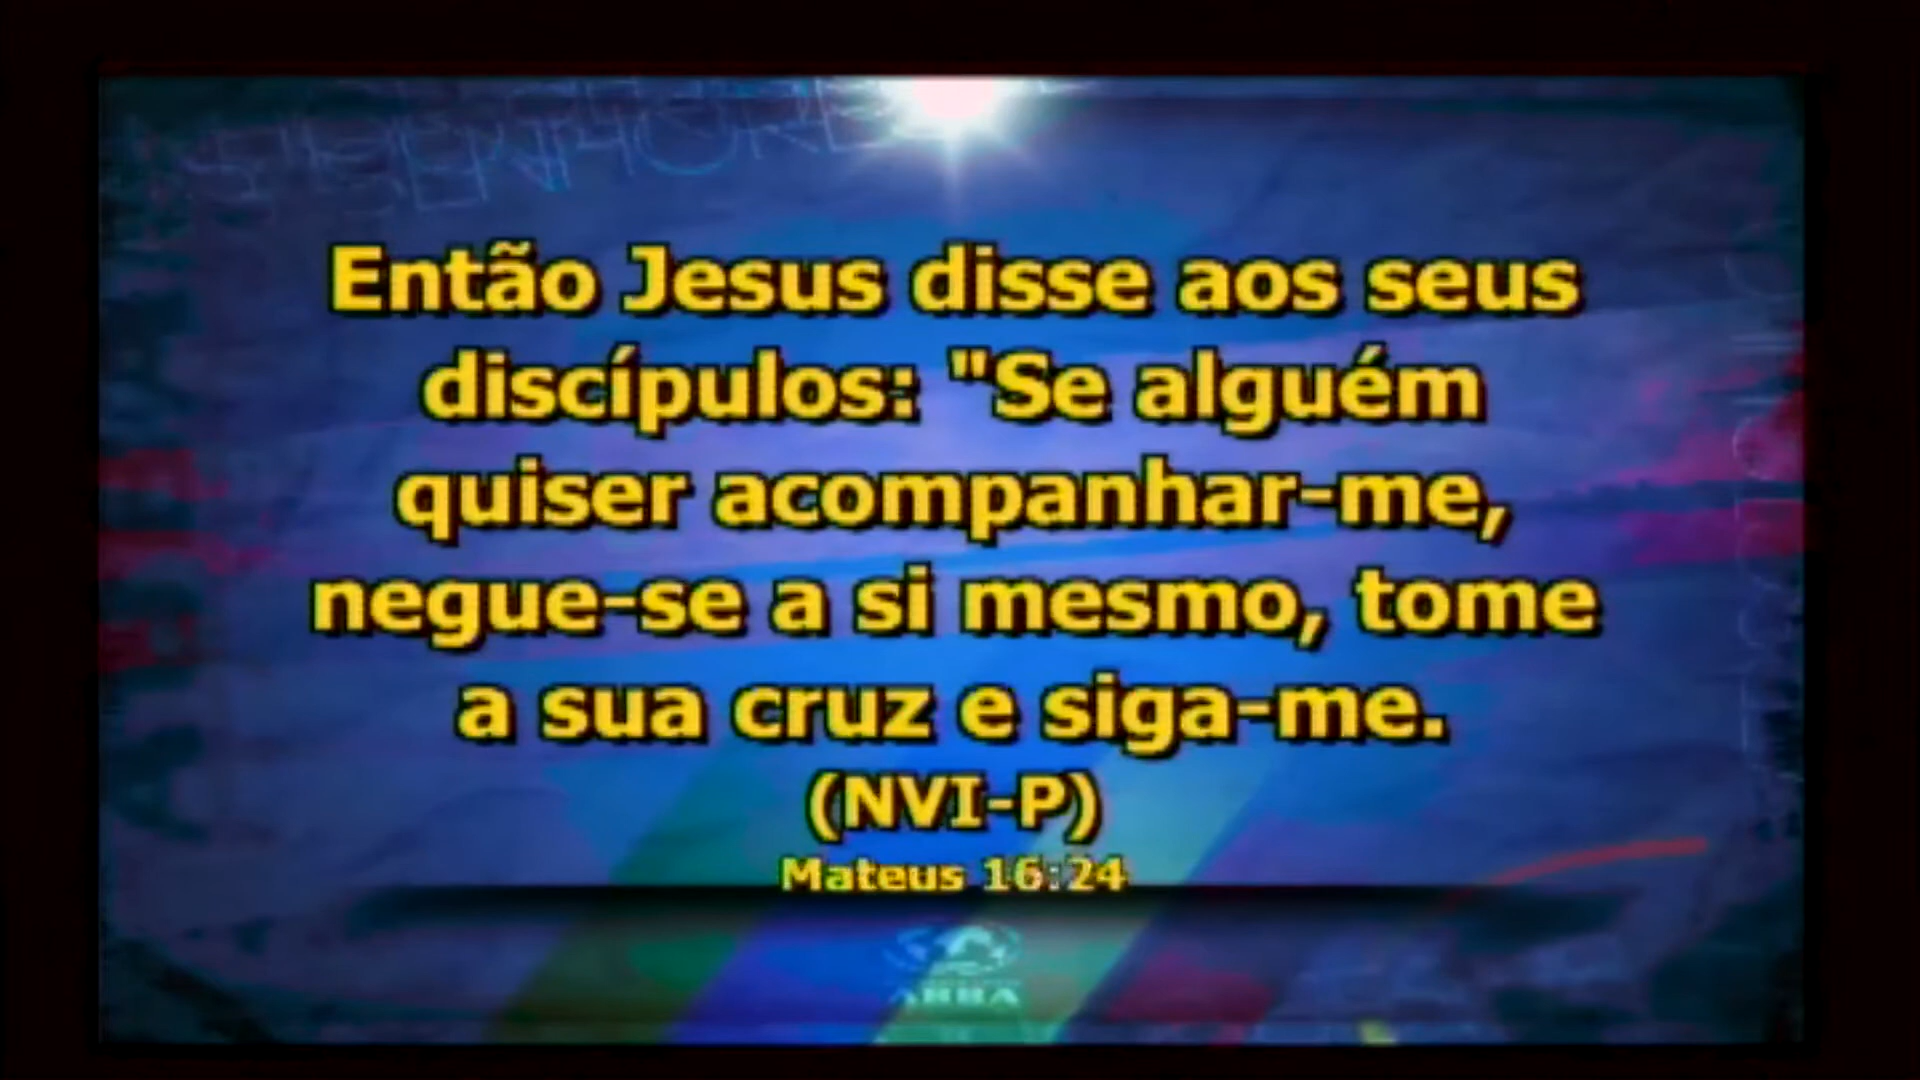 Então Jesus disse aos seus
discípulos: "Se alguém
quiser acompanhar-me,
negue-se a si mesmo, tome
a sua cruz e siga-me.
(NVI-P)
Mateus 16:24
ABBA